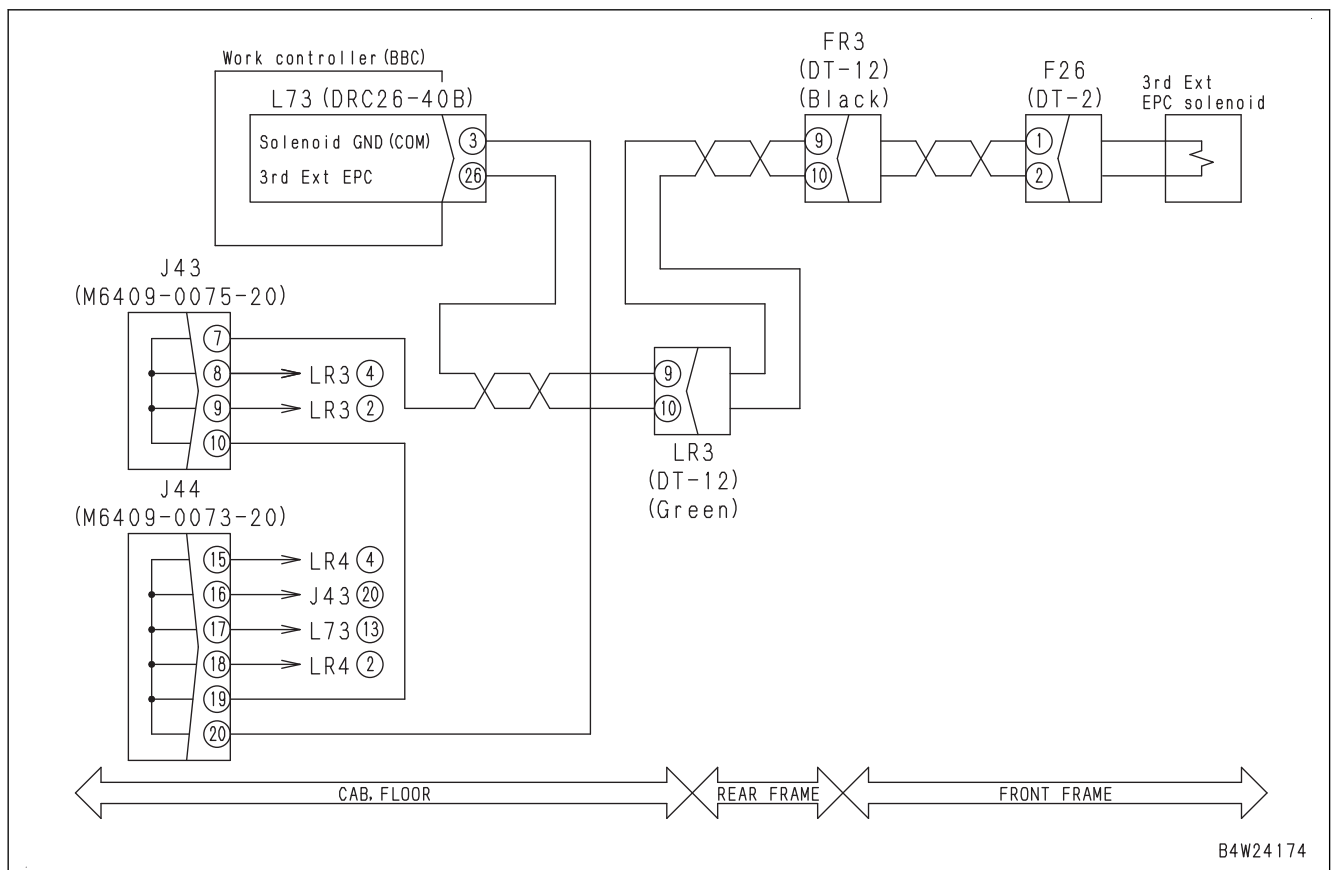 Work controller(BBC)
L73(DRC26-40B)
Solenoid GND(COM) 3
3rd Ext EPC 26
FR3
(DT-12)
(Black)
9
10
F26
(DT-2)
1
2
3rd Ext
EPC solenoid
J43
(M6409-0075-20)
7
8 LR3 4
9 LR3 2
10
9
10
LR3
(DT-12)
(Green)
J44
(M6409-0073-20)
15 LR4 4
16 J43 20
17 L73 13
18 LR4 2
19
20
CAB, FLOOR
REAR FRAME
FRONT FRAME
B4W24174